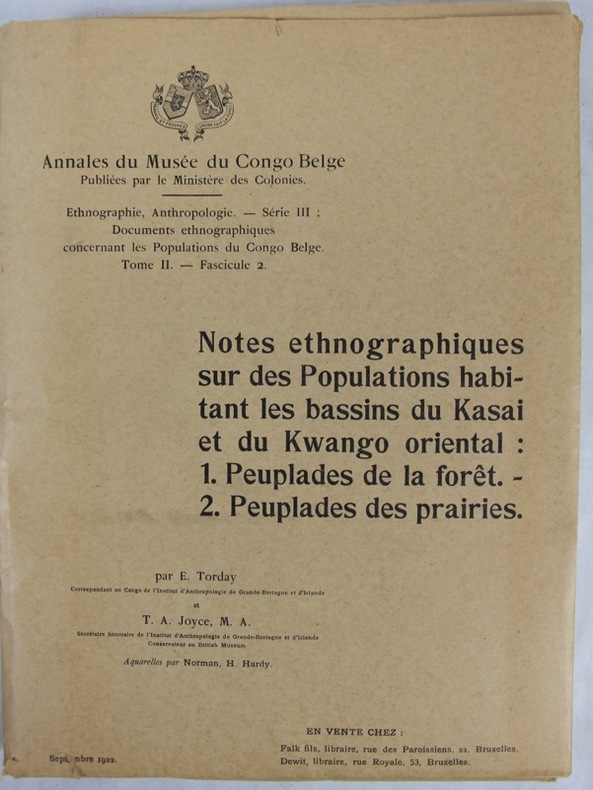 Annales du Musée du Congo Belge
Publiées par le Ministère des Colonies.
Ethnographie, Anthropologie. — Série III :
Documents ethnographiques
concernant les Populations du Congo Belge.
Tome II. — Fascicule 2.
Notes ethnographiques
sur des Populations habi-
tant les bassins du Kasai
et du Kwango oriental :
1. Peuplades de la forêt. -
2. Peuplades des prairies.
par E. Torday
Correspondant au Congo de l'Institut d'Anthropologie de Grande-Bretagne et d'Irlande
et
T. A. Joyce, M. A.
Secrétaire honoraire de l'Institut d'Anthropologie de Grande-Bretagne et d'Irlande
Conservateur au British Museum
Aquarelles par Norman, H. Hardy.
EN VENTE CHEZ :
Falk fils, libraire, rue des Paroissiens, 22, Bruxelles.
Dewit, libraire, rue Royale, 53, Bruxelles.
1922.